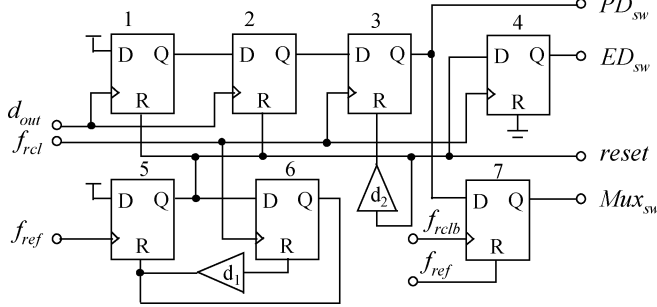 1 2 3 4 PD_sw
D Q D Q D Q D Q ED_sw
R R R R
d_out
f_rcl
reset
5 6 d_2 7
D Q D Q D Q Mux_sw
f_ref R R f_rclb R
d_1 f_ref